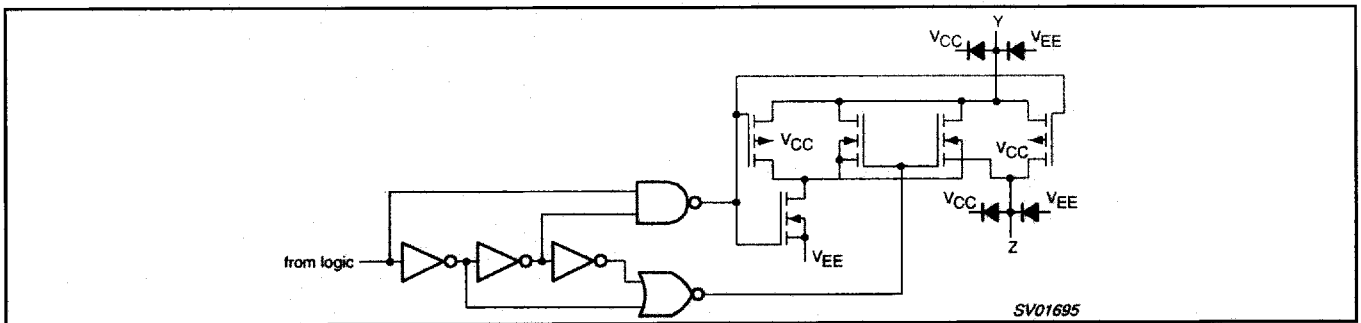 Y
VCC
VEE
VCC
VCC
VCC
VEE
VEE
Z
from logic
SV01695